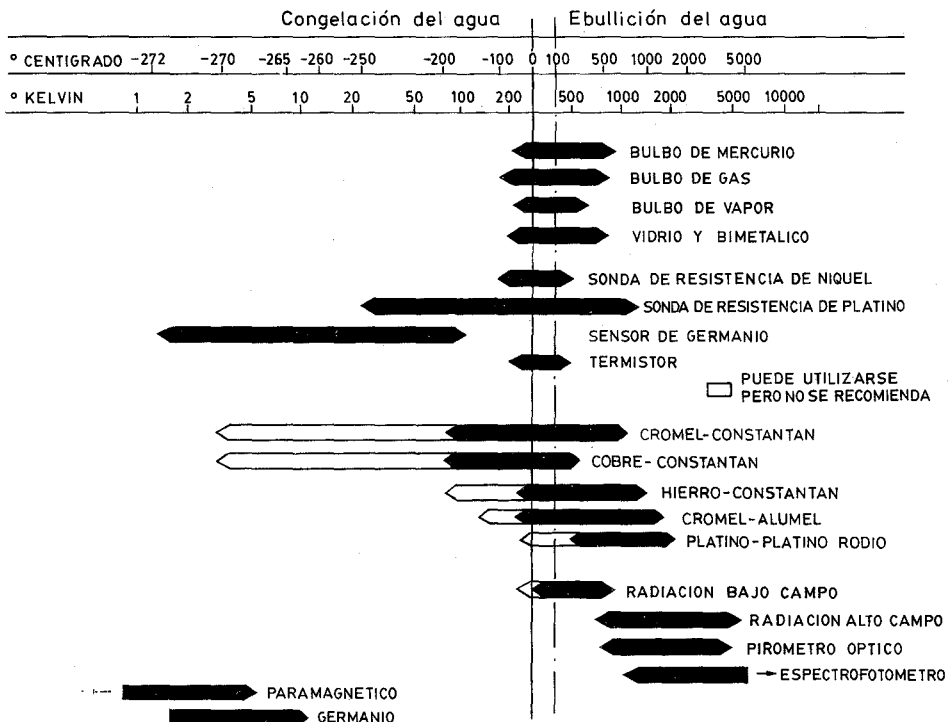 Congelación del agua Ebullición del agua
° CENTIGRADO -272 -270 -265 -260 -250 -200 -100 0 100 500 1000 2000 5000
° KELVIN 1 2 5 10 20 50 100 200 500 1000 2000 5000 10000
BULBO DE MERCURIO
BULBO DE GAS
BULBO DE VAPOR
VIDRIO Y BIMETALICO
SONDA DE RESISTENCIA DE NIQUEL
SONDA DE RESISTENCIA DE PLATINO
SENSOR DE GERMANIO
TERMISTOR
PUEDE UTILIZARSE
PERO NO SE RECOMIENDA
CROMEL-CONSTANTAN
COBRE-CONSTANTAN
HIERRO-CONSTANTAN
CROMEL-ALUMEL
PLATINO-PLATINO RODIO
RADIACION BAJO CAMPO
RADIACION ALTO CAMPO
PIROMETRO OPTICO
ESPECTROFOTOMETRO
PARAMAGNETICO
GERMANIO